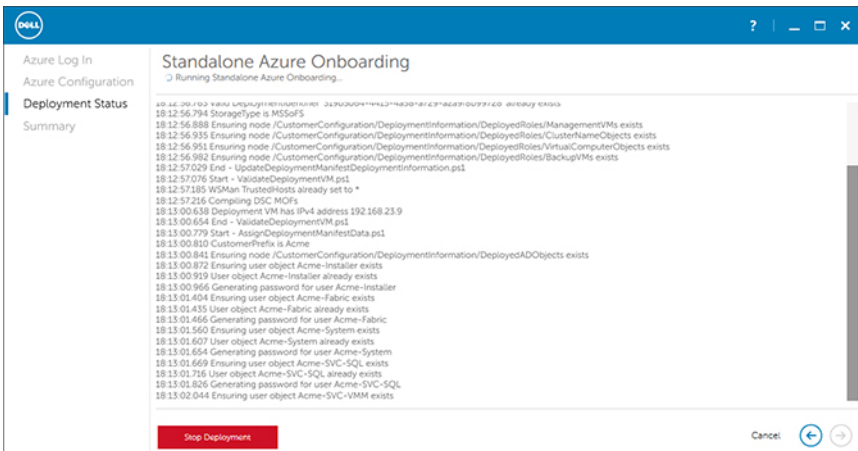 DELL
?
Azure Log In
Azure Configuration
Deployment Status
Summary
Standalone Azure Onboarding
Running Standalone Azure Onboarding...
already exists
18:12:56.794 StorageType is MSSoFS
18:12:56.888 Ensuring node /CustomerConfiguration/DeploymentInformation/DeployedRoles/ManagementVMs exists
18:12:56.935 Ensuring node /CustomerConfiguration/DeploymentInformation/DeployedRoles/ClusterNameObjects exists
18:12:56.951 Ensuring node /CustomerConfiguration/DeploymentInformation/DeployedRoles/VirtualComputerObjects exists
18:12:56.982 Ensuring node /CustomerConfiguration/DeploymentInformation/DeployedRoles/BackupVMs exists
18:12:57.029 End - UpdateDeploymentManifestDeploymentInformation.ps1
18:12:57.076 Start - ValidateDeploymentVM.ps1
18:12:57.185 WSMan TrustedHosts already set to *
18:12:57.216 Compiling DSC MOFs
18:13:00.638 Deployment VM has IPv4 address 192.168.23.9
18:13:00.654 End - ValidateDeploymentVM.ps1
18:13:00.779 Start - AssignDeploymentManifestData.ps1
18:13:00.810 CustomerPrefix is Acme
18:13:00.841 Ensuring node /CustomerConfiguration/DeploymentInformation/DeployedADObjects exists
18:13:00.872 Ensuring user object Acme-Installer exists
18:13:00.919 User object Acme-Installer already exists
18:13:00.966 Generating password for user Acme-Installer
18:13:01.404 Ensuring user object Acme-Fabric exists
18:13:01.435 User object Acme-Fabric already exists
18:13:01.466 Generating password for user Acme-Fabric
18:13:01.560 Ensuring user object Acme-System exists
18:13:01.607 User object Acme-System already exists
18:13:01.654 Generating password for user Acme-System
18:13:01.669 Ensuring user object Acme-SVC-SQL exists
18:13:01.716 User object Acme-SVC-SQL already exists
18:13:01.826 Generating password for user Acme-SVC-SQL
18:13:02.044 Ensuring user object Acme-SVC-VMM exists
Stop Deployment
Cancel